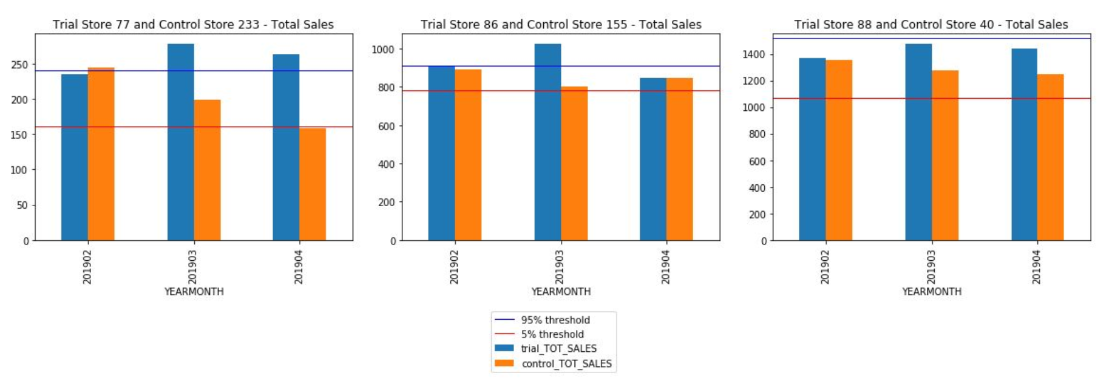 Trial Store 77 and Control Store 233 - Total Sales
250
200
150
100
50
0
201902
201903
201904
YEARMONTH
Trial Store 86 and Control Store 155 - Total Sales
1000
800
600
400
200
0
201902
201903
201904
YEARMONTH
Trial Store 88 and Control Store 40 - Total Sales
1400
1200
1000
800
600
400
200
0
201902
201903
201904
YEARMONTH
95% threshold
5% threshold
trial_TOT_SALES
control_TOT_SALES